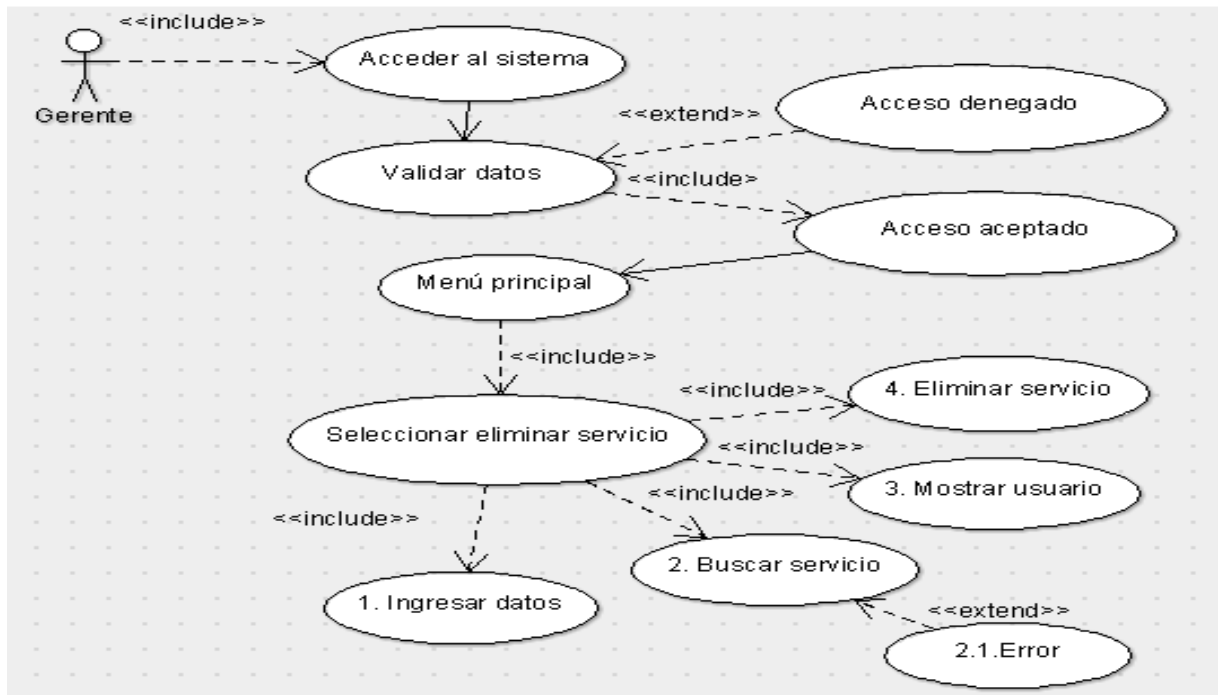 <<include>>
Acceder al sistema
Gerente
Acceso denegado
<<extend>>
Validar datos
<<include>
Acceso aceptado
Menú principal
<<include>>
4. Eliminar servicio
<<include>>
Seleccionar eliminar servicio
<<include>>
3. Mostrar usuario
<<include>>
<<include>>
2. Buscar servicio
1. Ingresar datos
<<extend>>
2.1.Error